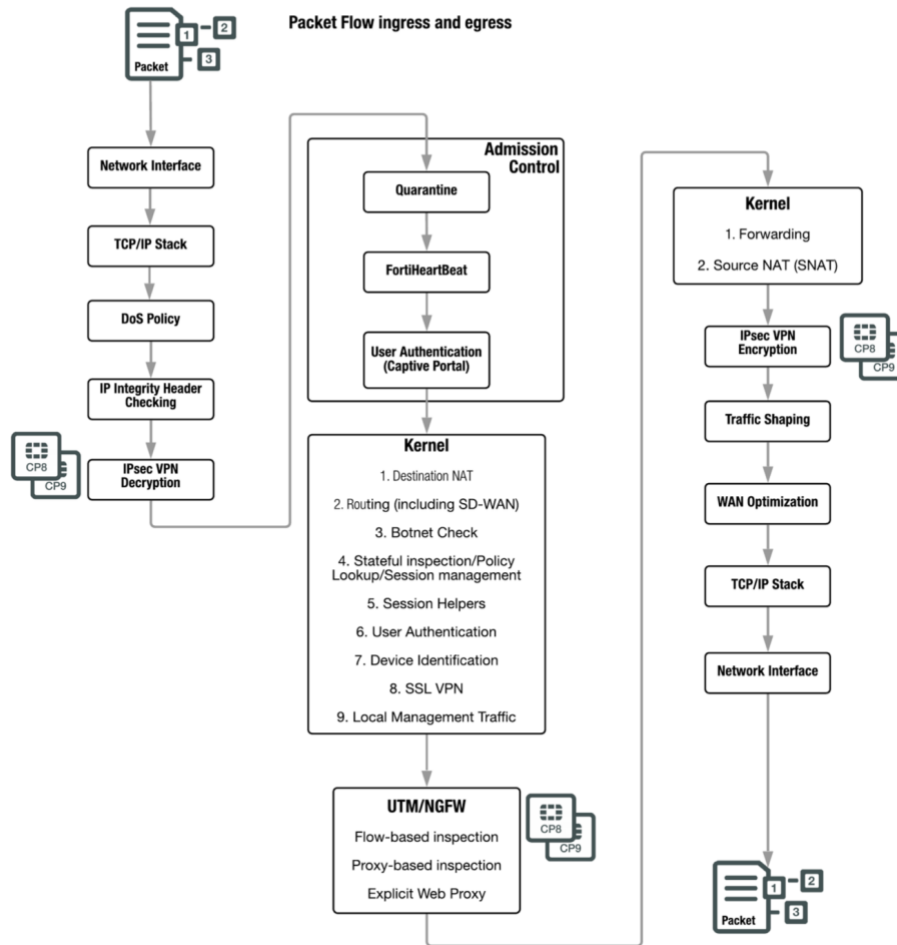 Packet Flow ingress and egress
1
2
3
Packet
Network Interface
TCP/IP Stack
DoS Policy
IP Integrity Header
Checking
CP8
CP9
IPsec VPN
Decryption
Admission
Control
Quarantine
FortiHeartBeat
User Authentication
(Captive Portal)
Kernel
1. Destination NAT
2. Routing (including SD-WAN)
3. Botnet Check
4. Stateful inspection/Policy
Lookup/Session management
5. Session Helpers
6. User Authentication
7. Device Identification
8. SSL VPN
9. Local Management Traffic
UTM/NGFW
Flow-based inspection
Proxy-based inspection
Explicit Web Proxy
CP8
CP9
Kernel
1. Forwarding
2. Source NAT (SNAT)
IPsec VPN
Encryption
CP8
CP9
Traffic Shaping
WAN Optimization
TCP/IP Stack
Network Interface
1
2
3
Packet